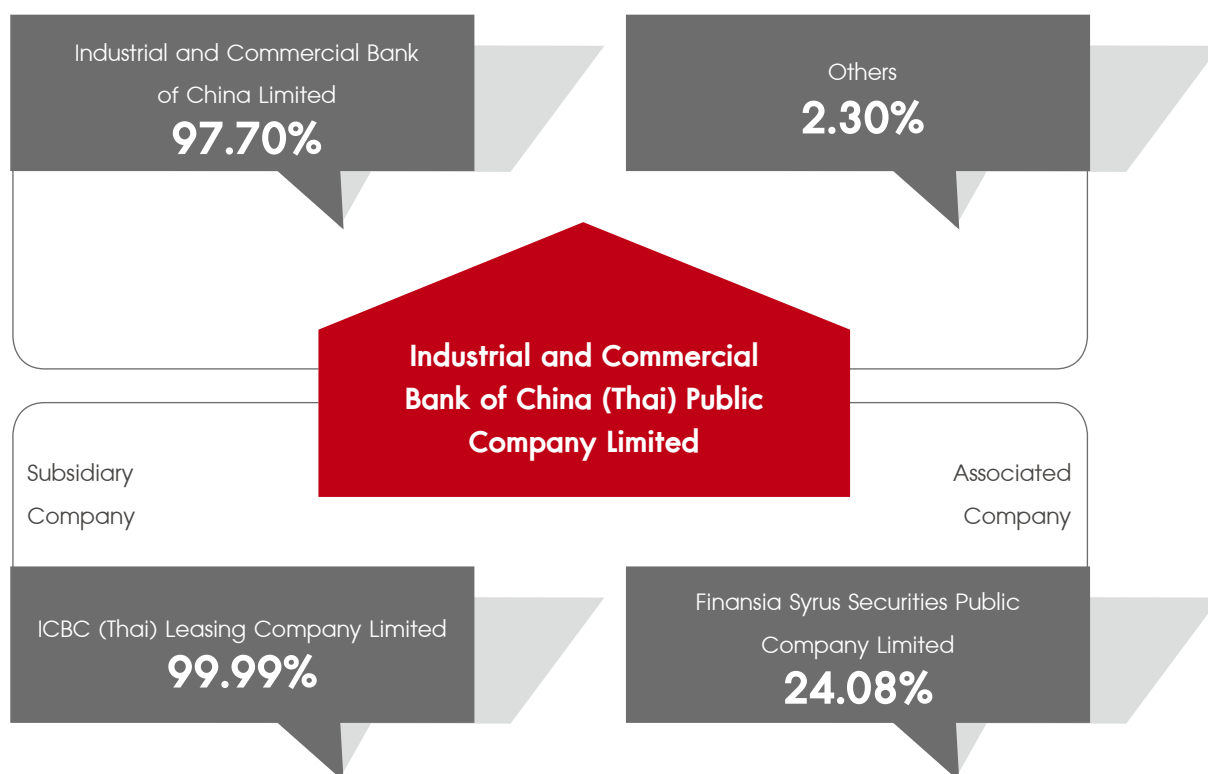 Industrial and Commercial Bank
of China Limited
97.70%
Others
2.30%
Industrial and Commercial
Bank of China (Thai) Public
Company Limited
Subsidiary
Company
Associated
Company
ICBC (Thai) Leasing Company Limited
99.99%
Finansia Syrus Securities Public
Company Limited
24.08%